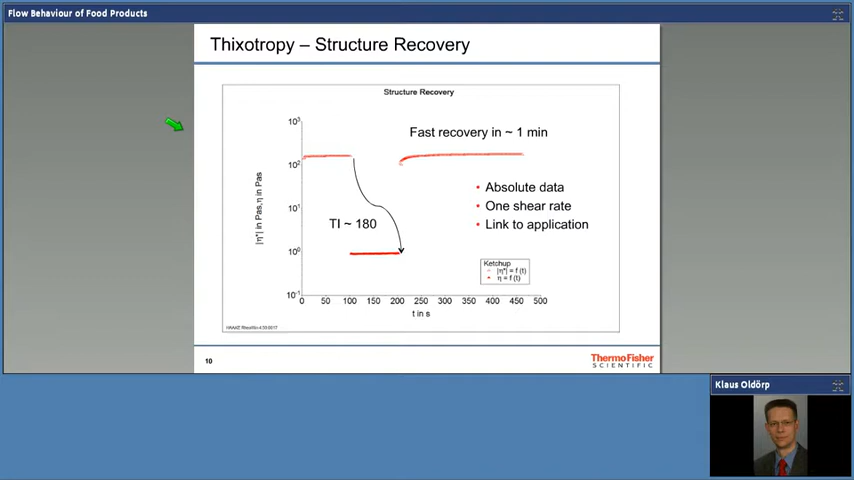 Flow Behaviour of Food Products
Thixotropy – Structure Recovery
Structure Recovery
10³
10²
10¹
10⁰
10⁻¹
|η*| in Pas, η in Pas
Fast recovery in ~ 1 min
• Absolute data
• One shear rate
• Link to application
TI ~ 180
Ketchup
|η*| = f (t)
η = f (t)
0 50 100 150 200 250 300 350 400 450 500
t in s
10
ThermoFisher
SCIENTIFIC
Klaus Oldörp